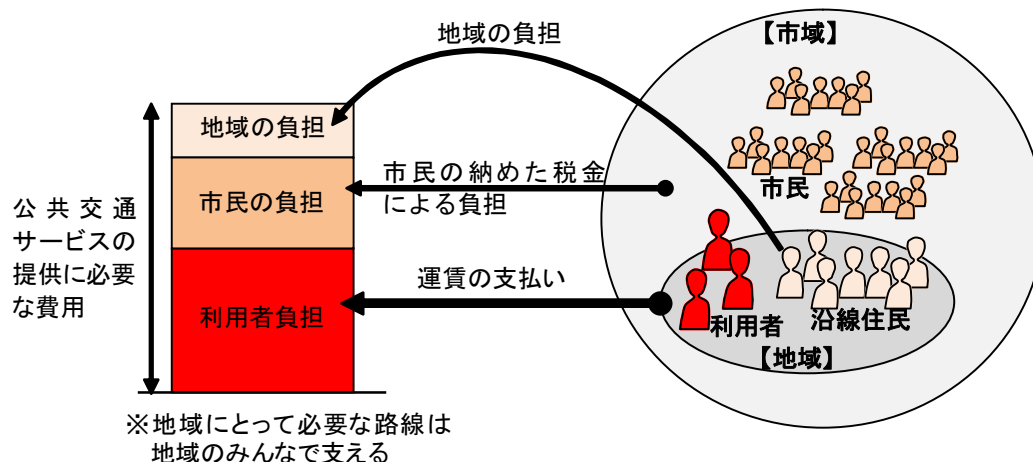 地域の負担
【市域】
地域の負担
市民の負担
利用者負担
公共交通
サービスの
提供に必要
な費用
市民の納めた税金
による負担
運賃の支払い
市民
利用者
沿線住民
【地域】
※地域にとって必要な路線は
地域のみんなで支える